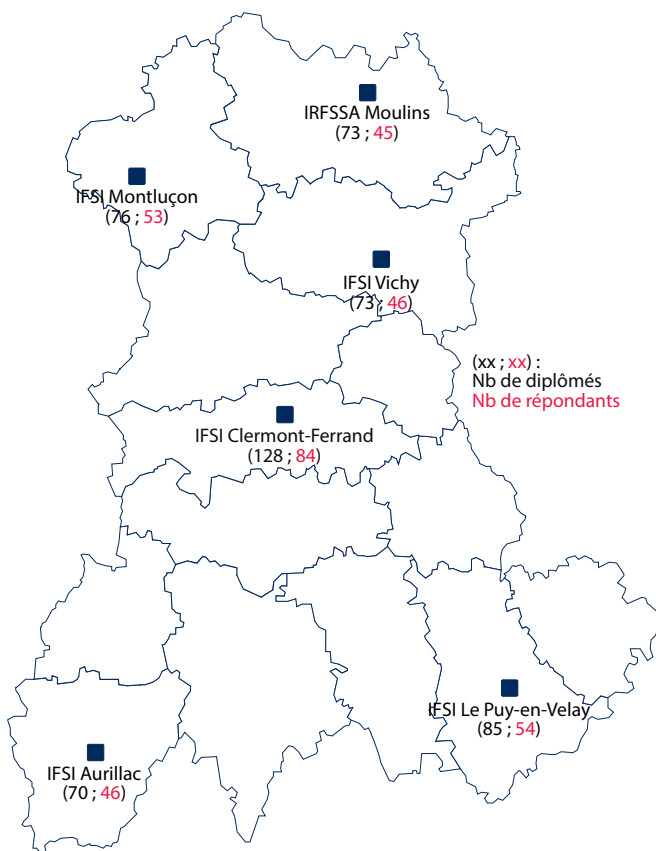 IRFSSA Moulins
(73 ; 45)
IFSI Montluçon
(76 ; 53)
IFSI Vichy
(73 ; 46)
(xx ; xx) :
Nb de diplômés
Nb de répondants
IFSI Clermont-Ferrand
(128 ; 84)
IFSI Le Puy-en-Velay
(85 ; 54)
IFSI Aurillac
(70 ; 46)